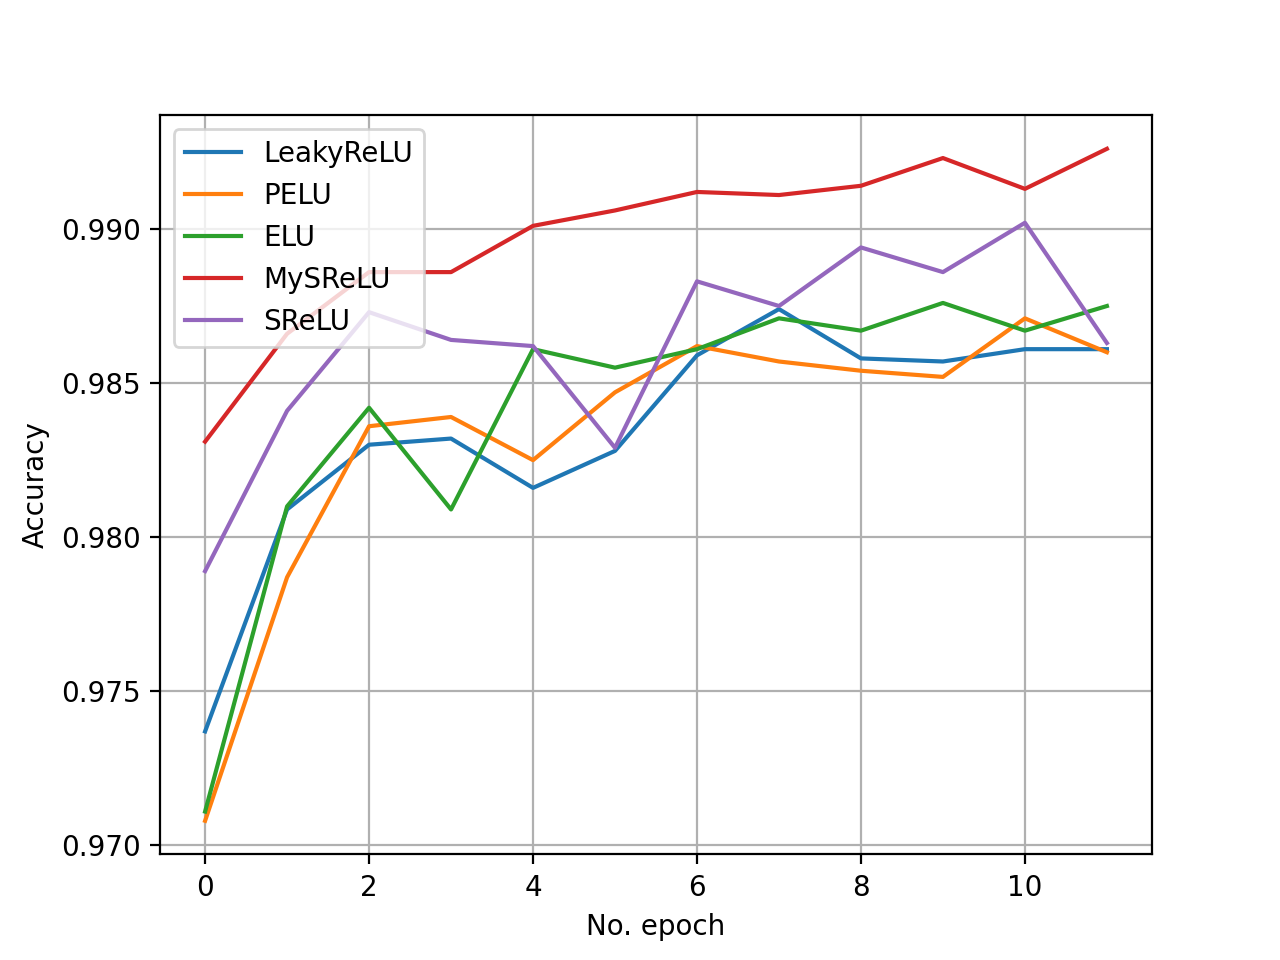 LeakyReLU
PELU
ELU
MySReLU
SReLU
0.990
0.985
0.980
0.975
0.970
Accuracy
0 2 4 6 8 10
No. epoch